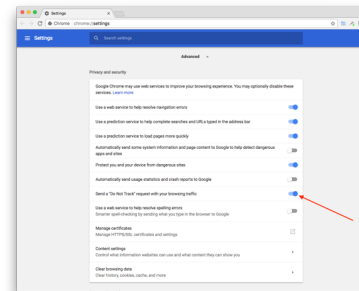 Settings
Chrome chrome://settings
Settings
Search settings
Advanced
Privacy and security
Google Chrome may use web services to improve your browsing experience. You may optionally disable these
services. Learn more
Use a web service to help resolve navigation errors
Use a prediction service to help complete searches and URLs typed in the address bar
Use a prediction service to load pages more quickly
Automatically send some system information and page content to Google to help detect dangerous
apps and sites
Protect you and your device from dangerous sites
Automatically send usage statistics and crash reports to Google
Send a "Do Not Track" request with your browsing traffic
Use a web service to help resolve spelling errors
Smarter spell-checking by sending what you type in the browser to Google
Manage certificates
Manage HTTPS/SSL certificates and settings
Content settings
Control what information websites can use and what content they can show you
Clear browsing data
Clear history, cookies, cache, and more